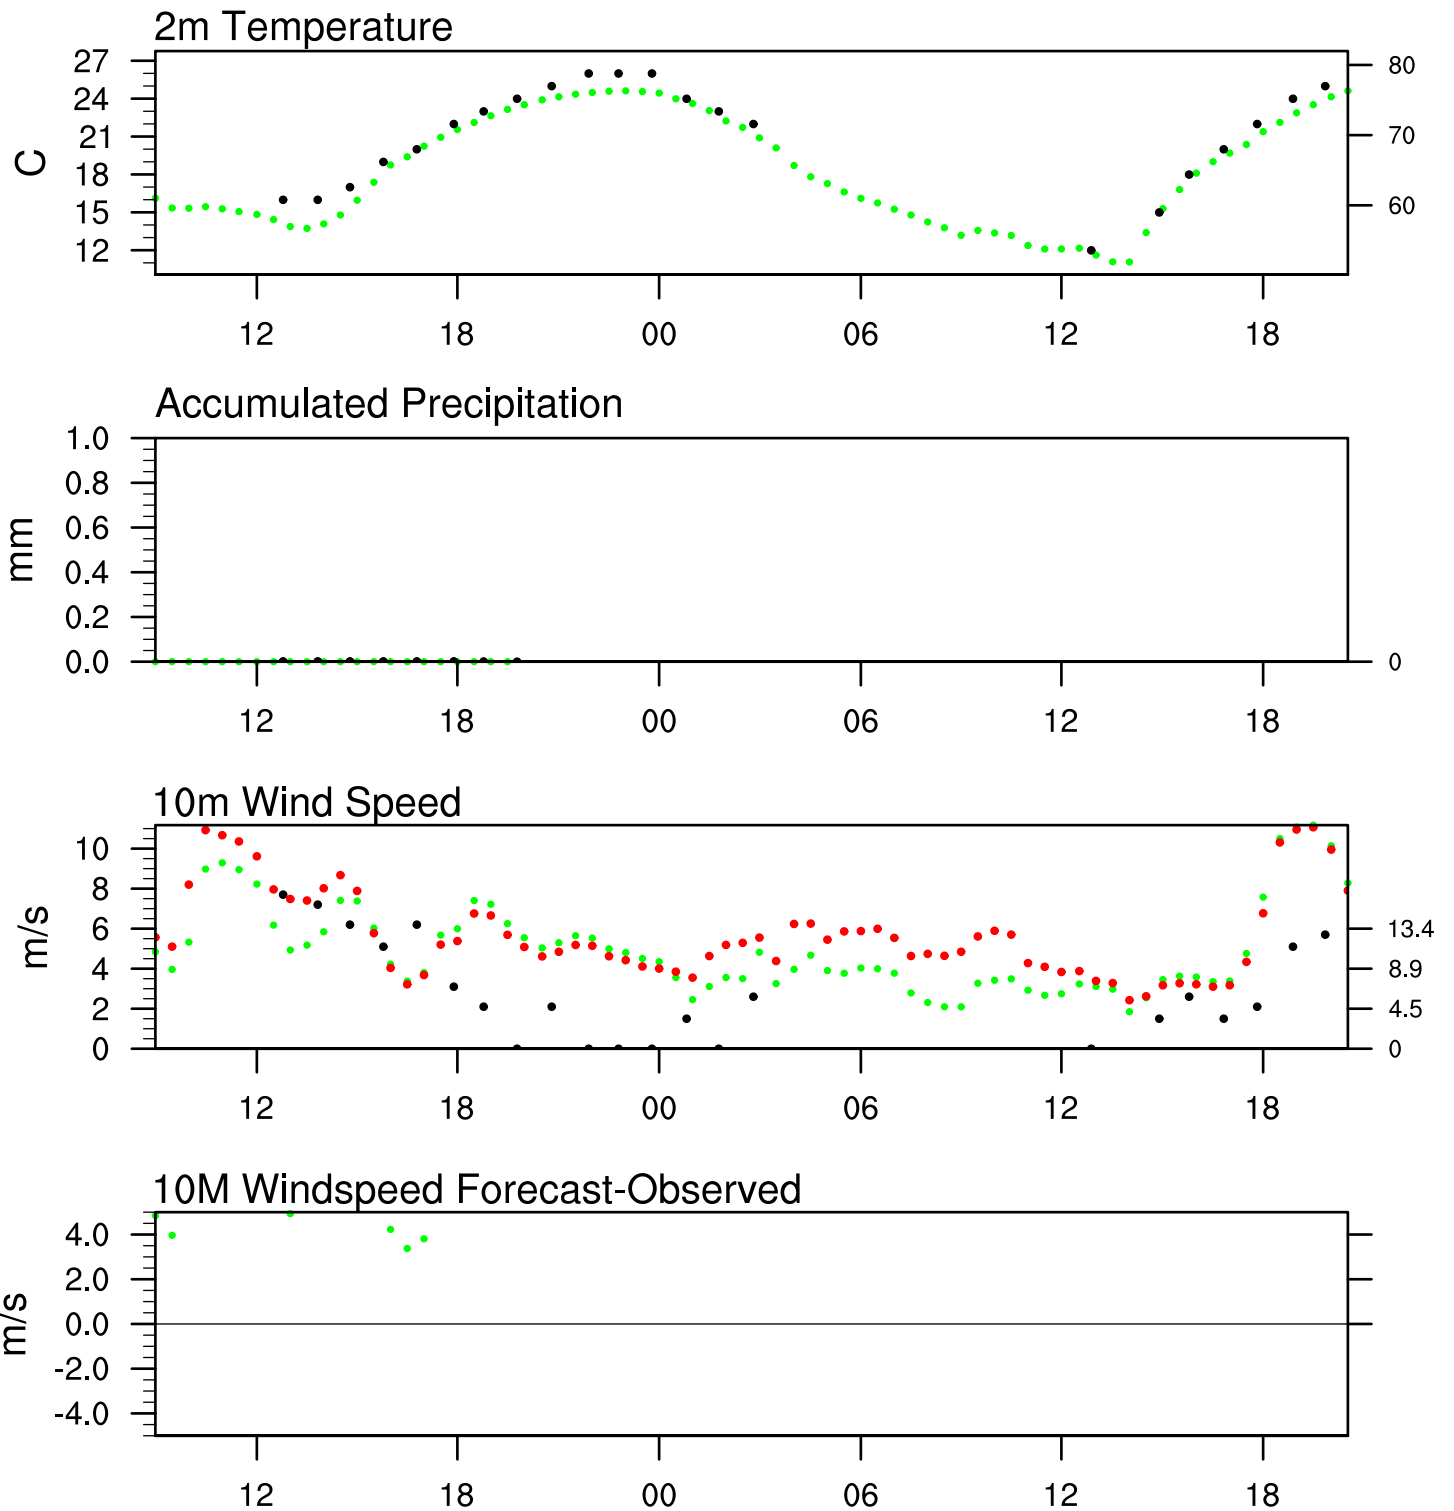 2m Temperature
27
24
21
18
15
12
C
80
70
60
12 18 00 06 12 18
Accumulated Precipitation
1.0
0.8
0.6
0.4
0.2
0.0
mm
0
12 18 00 06 12 18
10m Wind Speed
10
8
6
4
2
0
m/s
13.4
8.9
4.5
0
12 18 00 06 12 18
10M Windspeed Forecast-Observed
4.0
2.0
0.0
-2.0
-4.0
m/s
12 18 00 06 12 18